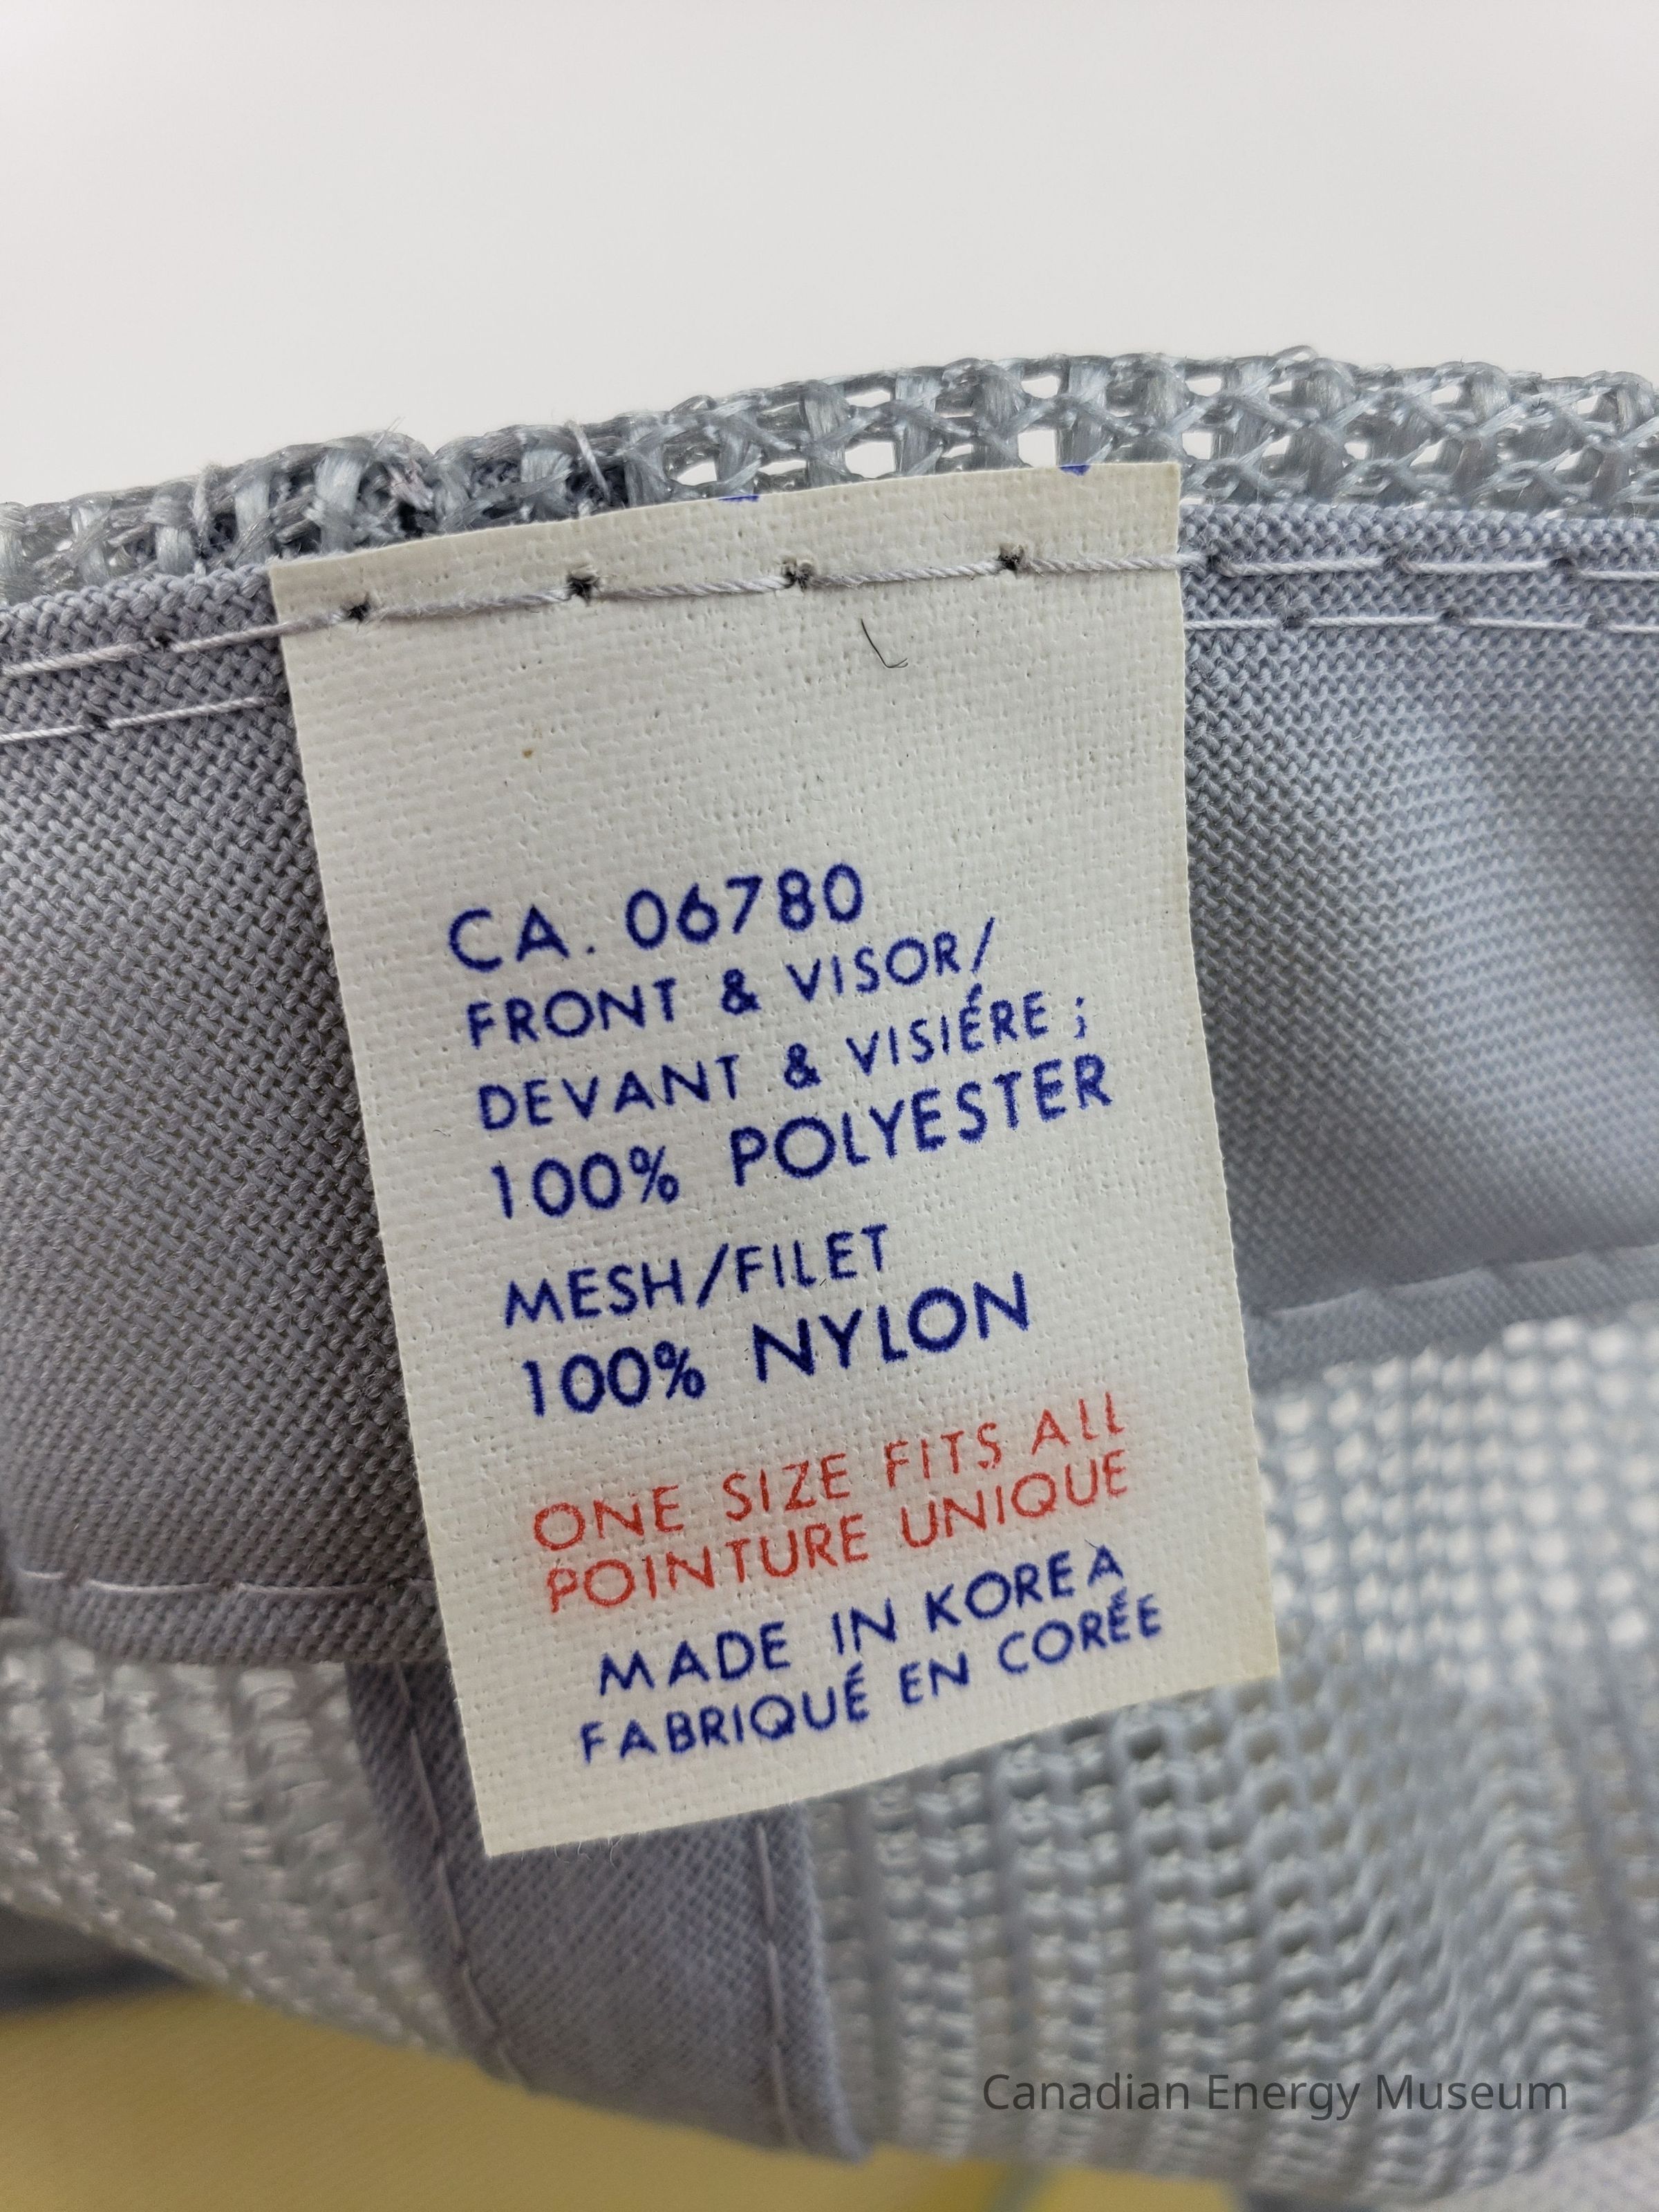 CA. 06780
FRONT & VISOR/
DEVANT & VISIÉRE ;
100% POLYESTER
MESH/FILET
100% NYLON
ONE SIZE FITS ALL
POINTURE UNIQUE
MADE IN KOREA
FABRIQUÉ EN CORÉE
Canadian Energy Museum